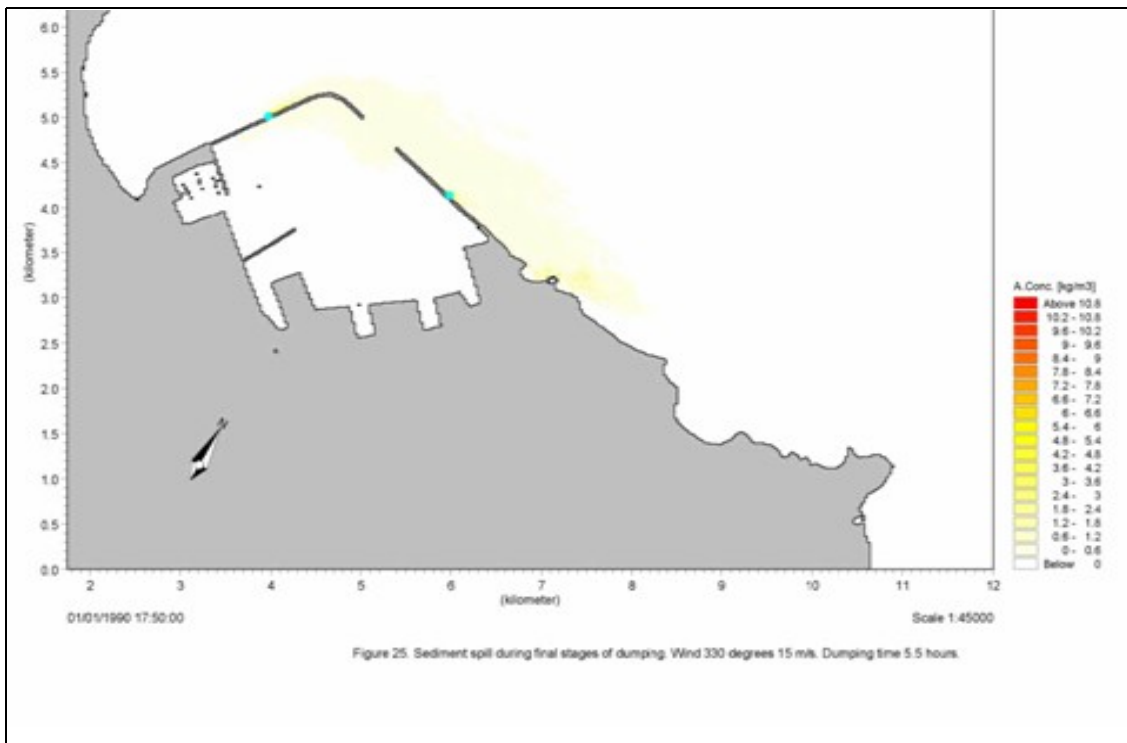 6.0
5.5
5.0
4.5
4.0
3.5
3.0
2.5
2.0
1.5
1.0
0.5
0.0
(kilometer)
N
2 3 4 5 6 7 8 9 10 11 12
(kilometer)
01/01/1990 17:50:00
Scale 1:45000
A.Conc. [kg/m3]
Above 10.8
10.2 - 10.8
9.6 - 10.2
9 - 9.6
8.4 - 9
7.8 - 8.4
7.2 - 7.8
6.6 - 7.2
6 - 6.6
5.4 - 6
4.8 - 5.4
4.2 - 4.8
3.6 - 4.2
3 - 3.6
2.4 - 3
1.8 - 2.4
1.2 - 1.8
0.6 - 1.2
0 - 0.6
Below 0
Figure 25. Sediment spill during final stages of dumping. Wind 330 degrees 15 m/s. Dumping time 5.5 hours.